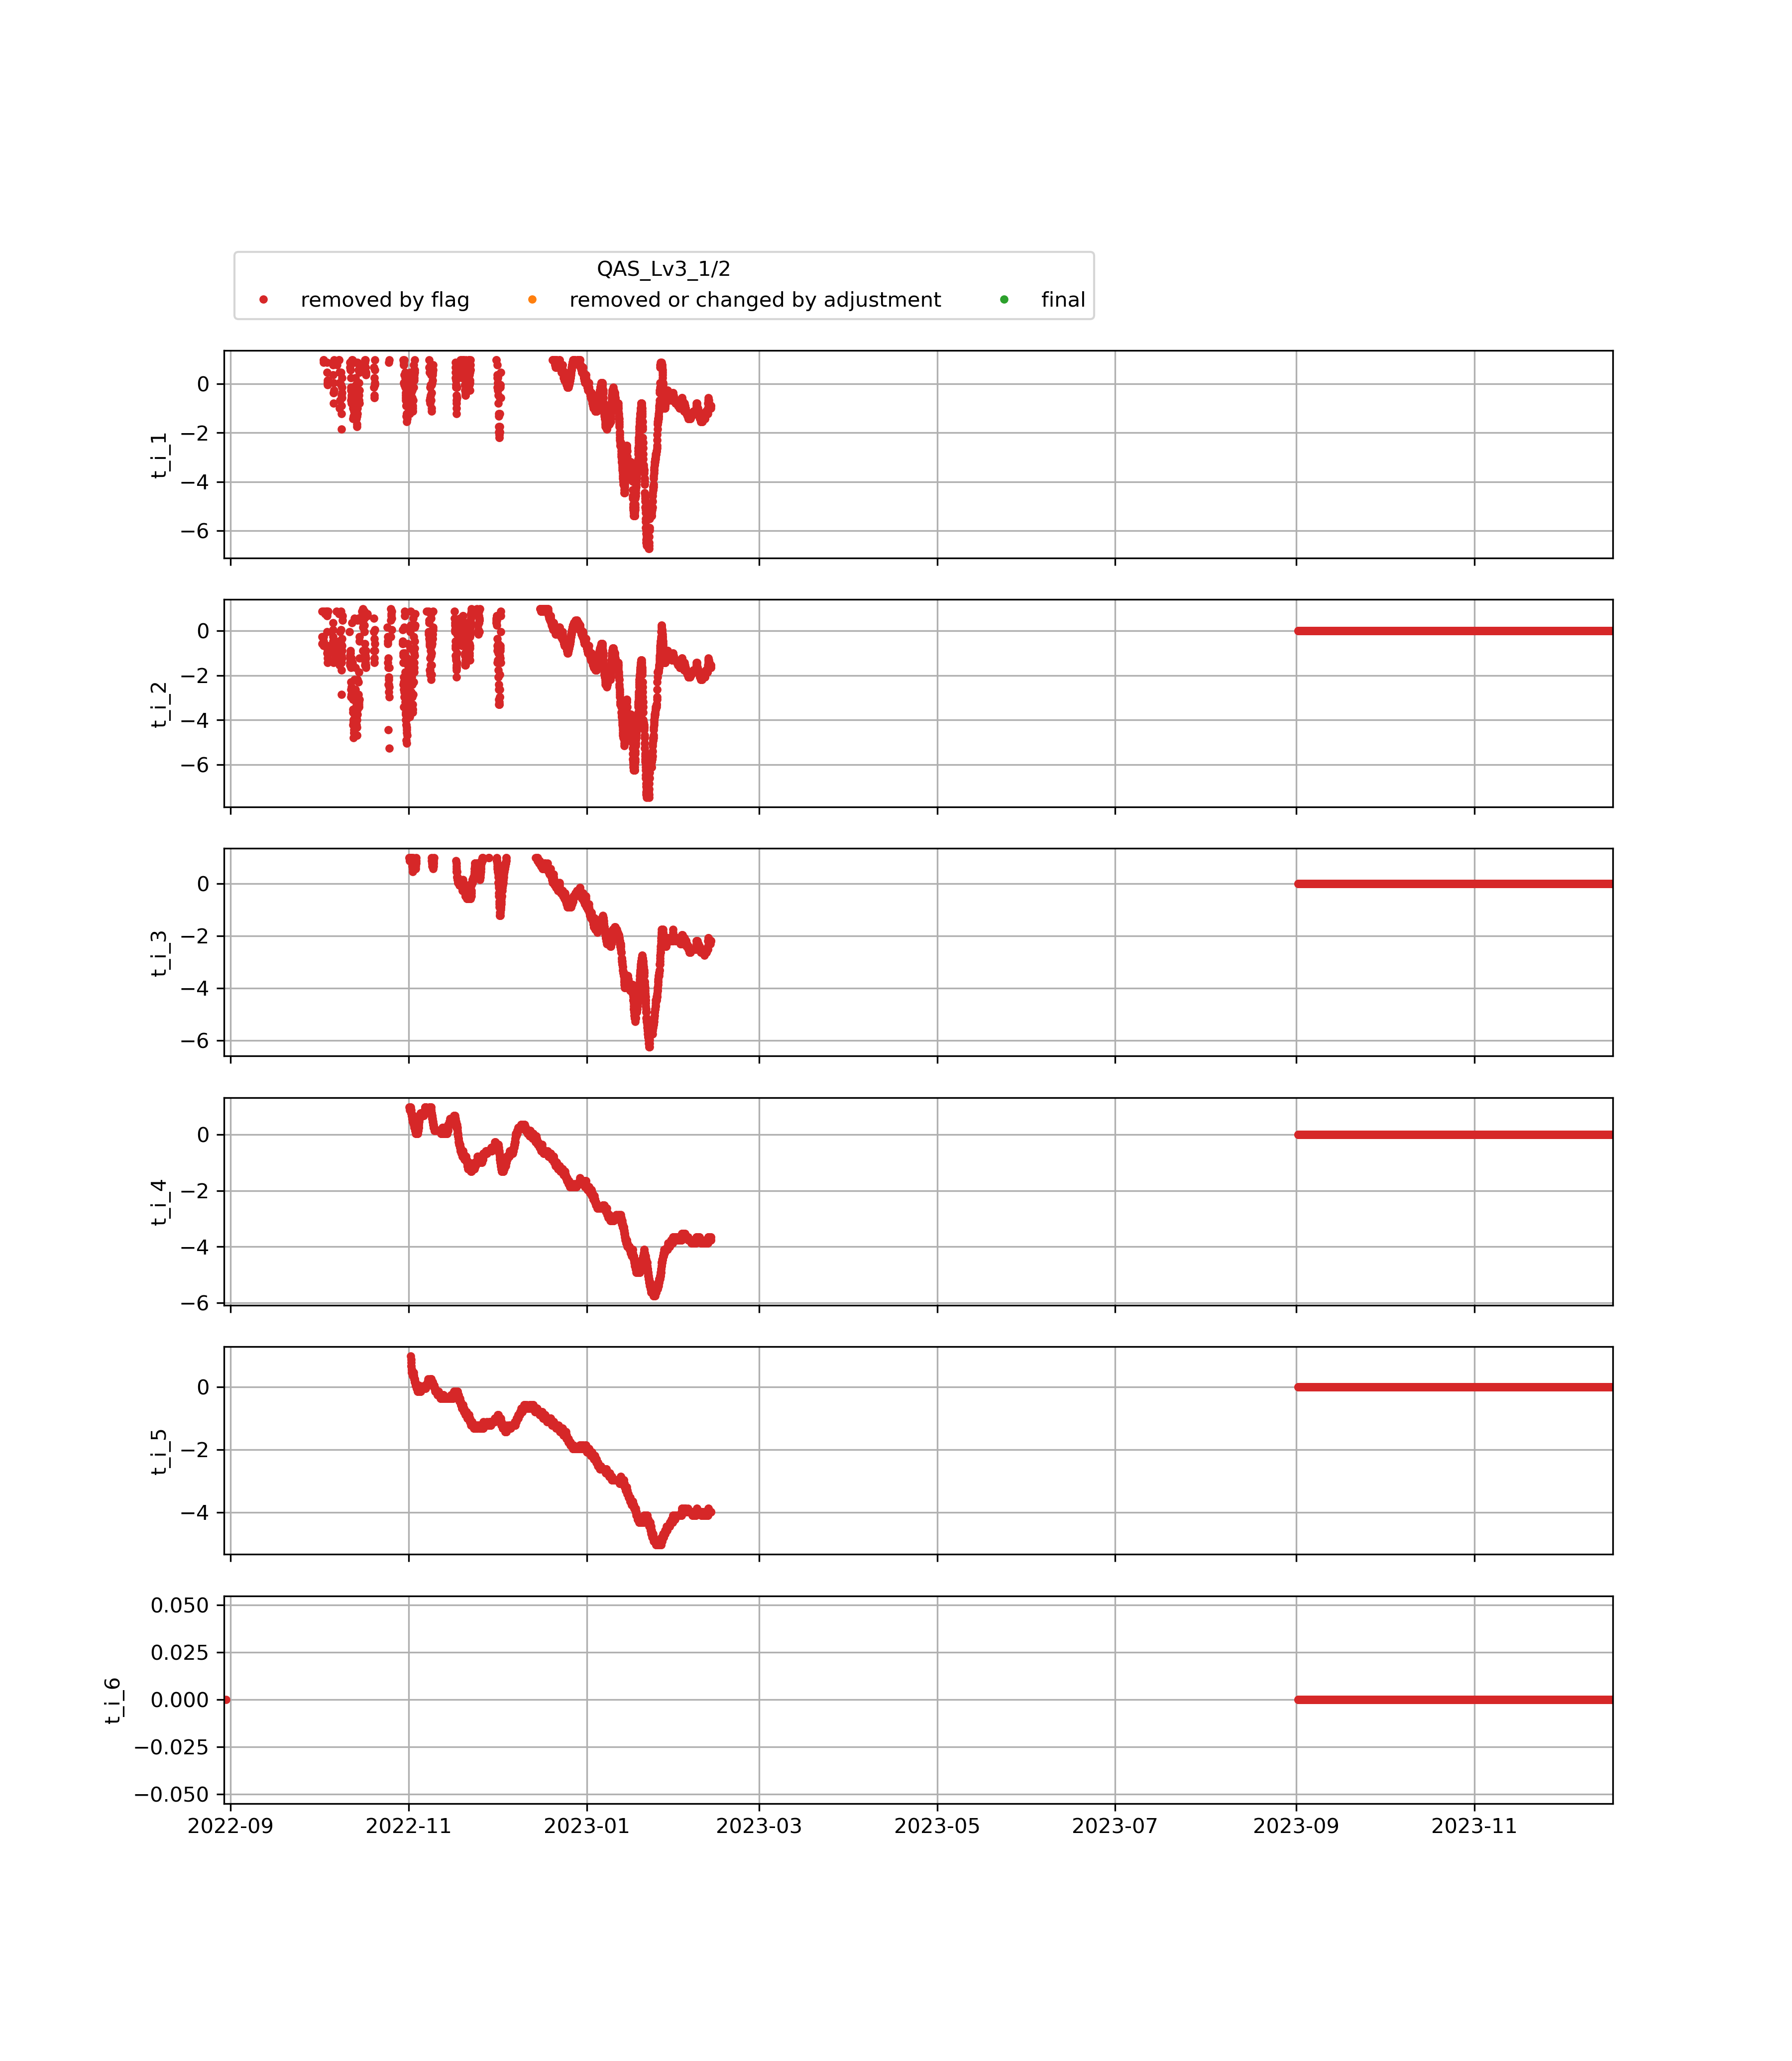 QAS_Lv3_1/2
removed by flag removed or changed by adjustment final
0
−2
−4
−6
t_i_1
0
−2
−4
−6
t_i_2
0
−2
−4
−6
t_i_3
0
−2
−4
−6
t_i_4
0
−2
−4
t_i_5
0.050
0.025
0.000
−0.025
−0.050
t_i_6
2022-09 2022-11 2023-01 2023-03 2023-05 2023-07 2023-09 2023-11